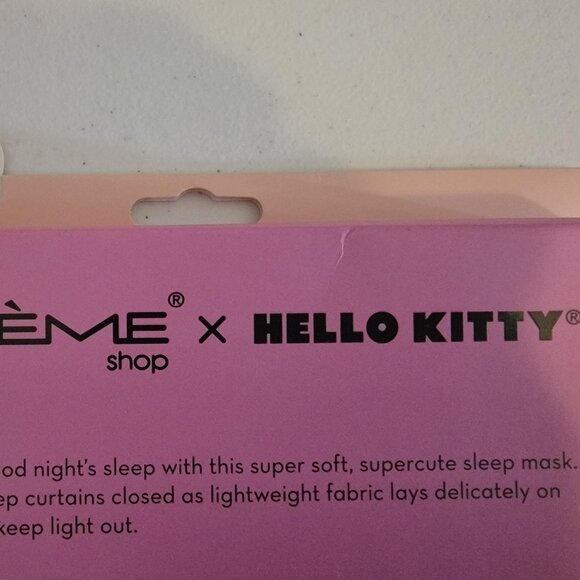 ÈME® x HELLO KITTY®
shop
od night's sleep with this super soft, supercute sleep mask.
ep curtains closed as lightweight fabric lays delicately on
keep light out.